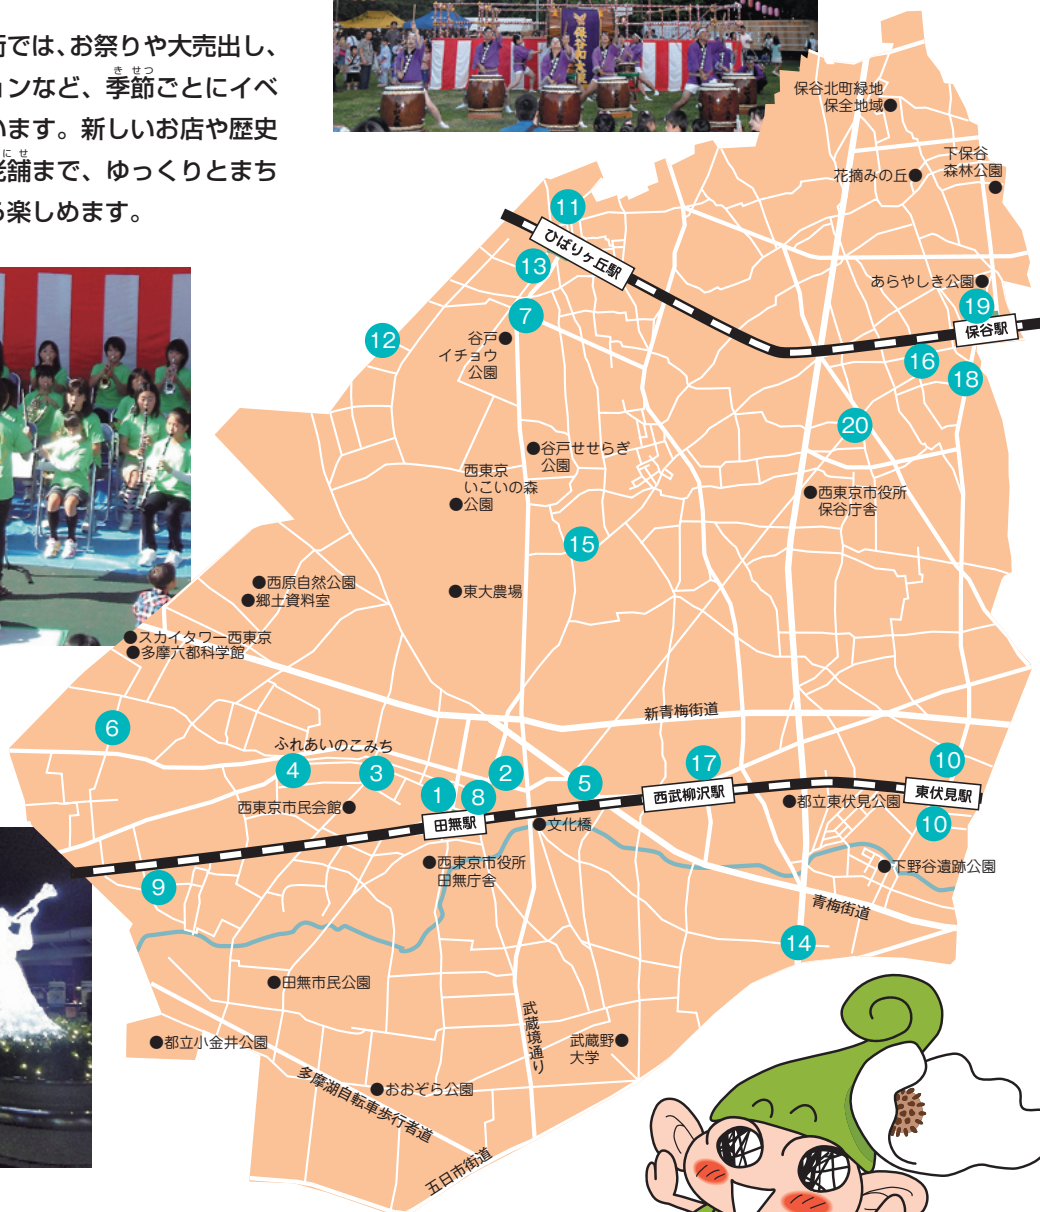 街では、お祭りや大売出し、
ョンなど、季節ごとにイベ
き せつ
います。新しいお店や歴史
老舗まで、ゆっくりとまち
にせ
る楽しめます。
保谷和太鼓
保谷北町緑地
保全地域
花摘みの丘
下保谷
森林公園
11
ひばりヶ丘駅
13
あらやしき公園
19
保谷駅
7
12
谷戸
イチョウ
公園
16
18
20
谷戸せせらぎ
公園
西東京
いこいの森
公園
西東京市役所
保谷庁舎
15
西原自然公園
郷土資料室
東大農場
スカイタワー西東京
多摩六都科学館
6
新青梅街道
ふれあいのこみち
4
3
2
5
17
10
1
8
西武柳沢駅
東伏見駅
西東京市民会館
田無駅
文化橋
都立東伏見公園
10
9
西東京市役所
田無庁舎
下野谷遺跡公園
青梅街道
14
田無市民公園
武蔵境通り
都立小金井公園
武蔵野
大学
おおぞら公園
多摩湖自転車歩行者道
五日市街道